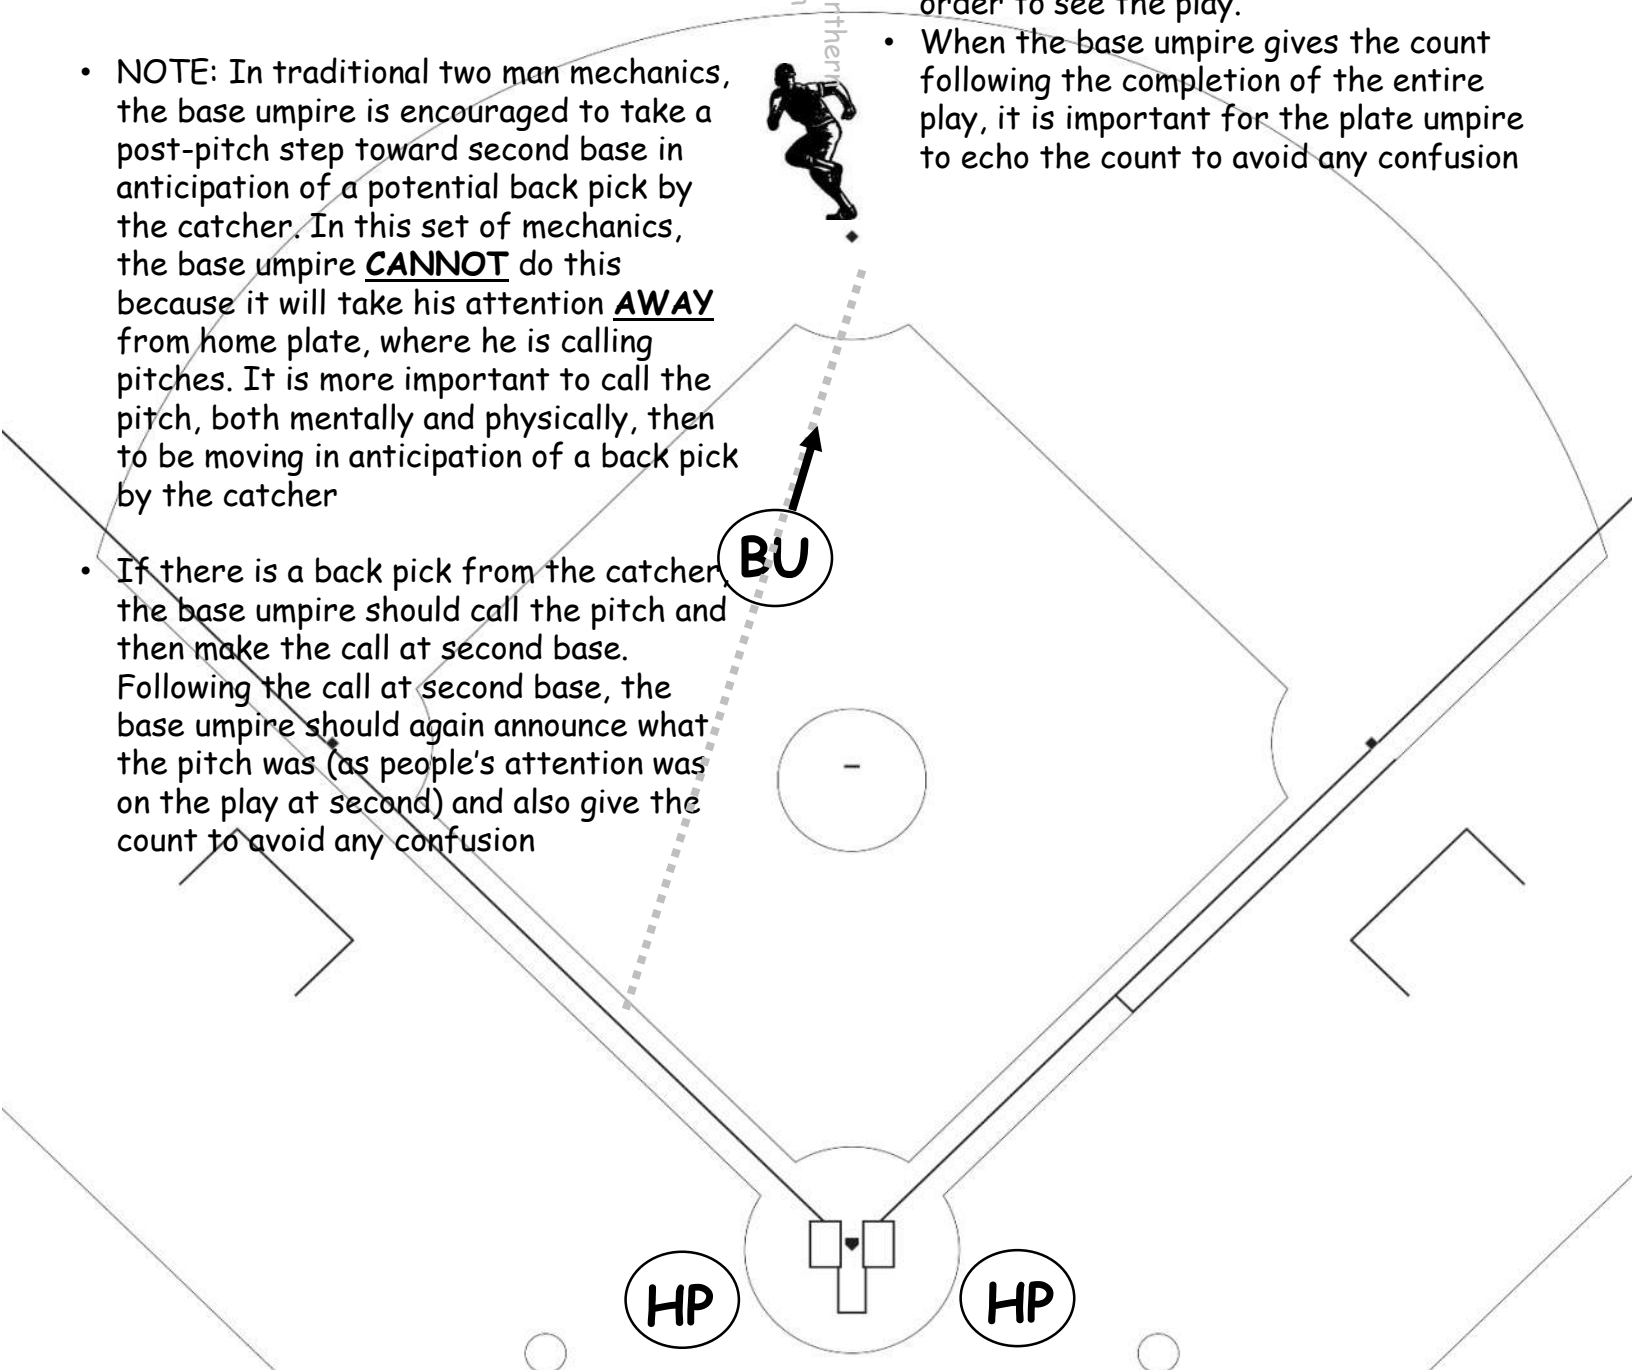 • NOTE: In traditional two man mechanics,
the base umpire is encouraged to take a
post-pitch step toward second base in
anticipation of a potential back pick by
the catcher. In this set of mechanics,
the base umpire CANNOT do this
because it will take his attention AWAY
from home plate, where he is calling
pitches. It is more important to call the
pitch, both mentally and physically, then
to be moving in anticipation of a back pick
by the catcher
• If there is a back pick from the catcher,
the base umpire should call the pitch and
then make the call at second base.
Following the call at second base, the
base umpire should again announce what
the pitch was (as people’s attention was
on the play at second) and also give the
count to avoid any confusion
order to see the play.
• When the base umpire gives the count
following the completion of the entire
play, it is important for the plate umpire
to echo the count to avoid any confusion
BU
HP
HP